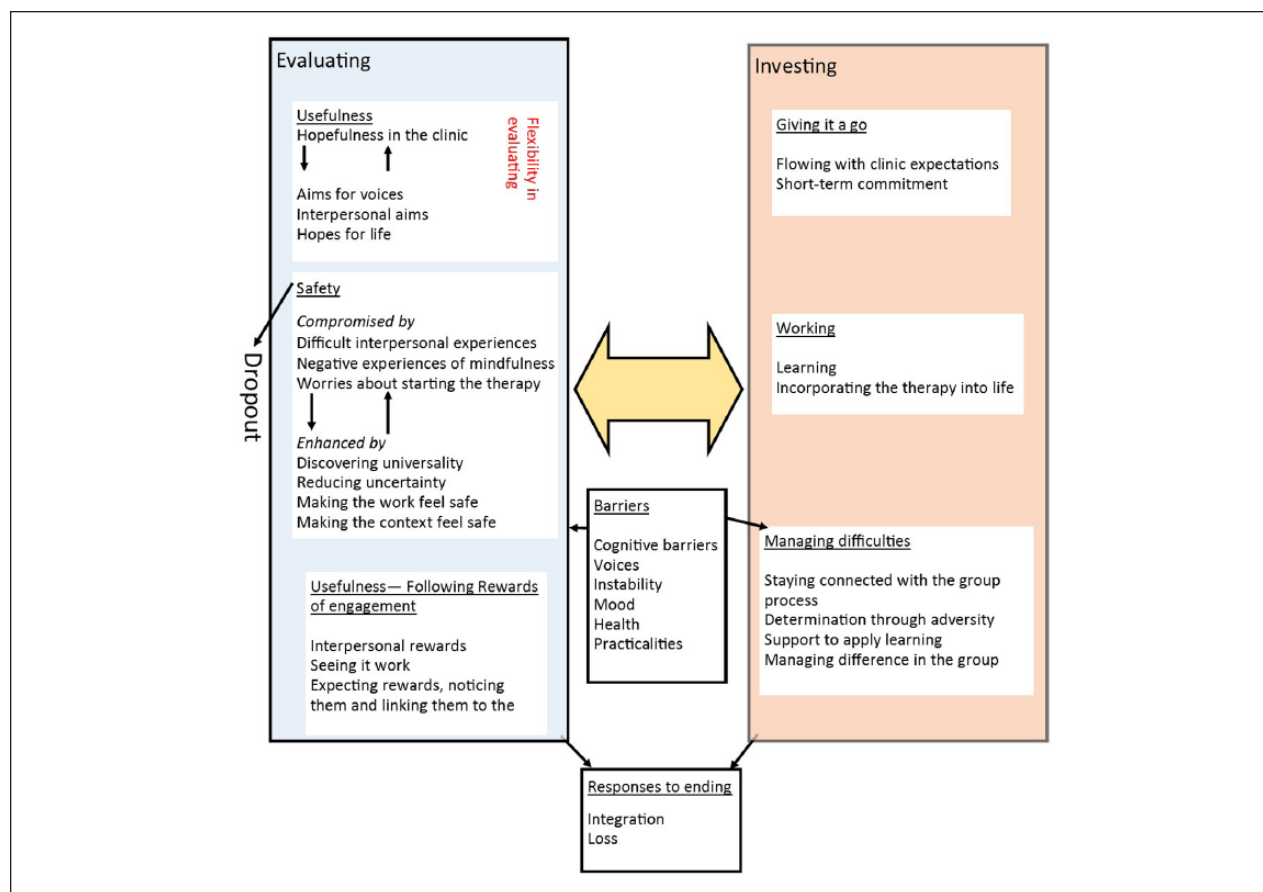 Evaluating
Usefulness
Hopefulness in the clinic
Aims for voices
Interpersonal aims
Hopes for life
Flexibility in
evaluating
Safety
Compromised by
Difficult interpersonal experiences
Negative experiences of mindfulness
Worries about starting the therapy
Enhanced by
Discovering universality
Reducing uncertainty
Making the work feel safe
Making the context feel safe
Dropout
Usefulness— Following Rewards
of engagement
Interpersonal rewards
Seeing it work
Expecting rewards, noticing
them and linking them to the
Barriers
Cognitive barriers
Voices
Instability
Mood
Health
Practicalities
Investing
Giving it a go
Flowing with clinic expectations
Short-term commitment
Working
Learning
Incorporating the therapy into life
Managing difficulties
Staying connected with the group
process
Determination through adversity
Support to apply learning
Managing difference in the group
Responses to ending
Integration
Loss